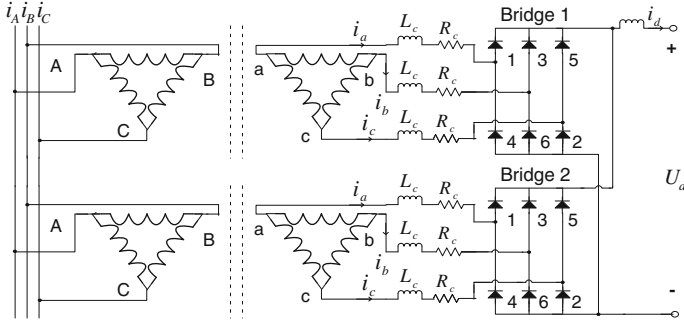 i_A i_B i_C
i_a L_c R_c Bridge 1 i_d
A B a b L_c R_c 1 3 5 +
i_b
C c i_c L_c R_c 4 6 2
i_a L_c R_c Bridge 2 U_d
A B a b L_c R_c 1 3 5
i_b
C c i_c L_c R_c 4 6 2 -